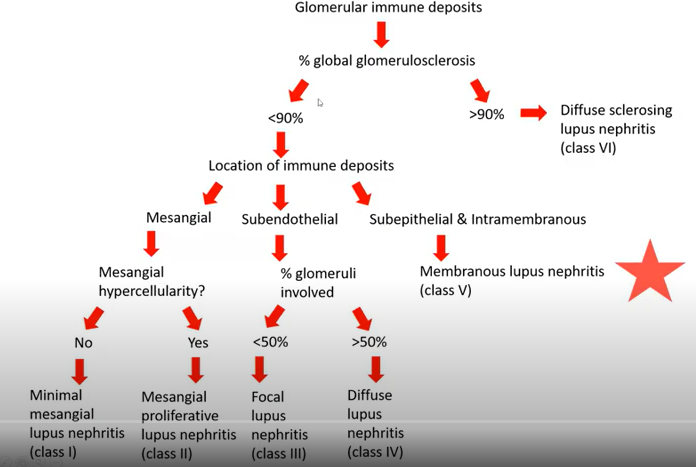 Glomerular immune deposits
% global glomerulosclerosis
<90%
>90%
Diffuse sclerosing
lupus nephritis
(class VI)
Location of immune deposits
Mesangial
Subendothelial
Subepithelial & Intramembranous
Mesangial
hypercellularity?
% glomeruli
involved
Membranous lupus nephritis
(class V)
No
Yes
<50%
>50%
Minimal
mesangial
lupus nephritis
(class I)
Mesangial
proliferative
lupus nephritis
(class II)
Focal
lupus
nephritis
(class III)
Diffuse
lupus
nephritis
(class IV)